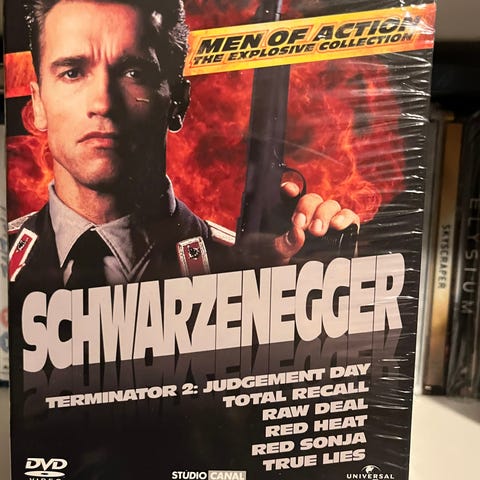 MEN OF ACTION
THE EXPLOSIVE COLLECTION
SCHWARZENEGGER
TERMINATOR 2: JUDGEMENT DAY
TOTAL RECALL
RAW DEAL
RED HEAT
RED SONJA
TRUE LIES
DVD
VIDEO
STUDIO CANAL
UNIVERSAL
SKYSCRAPER
ELYSIUM